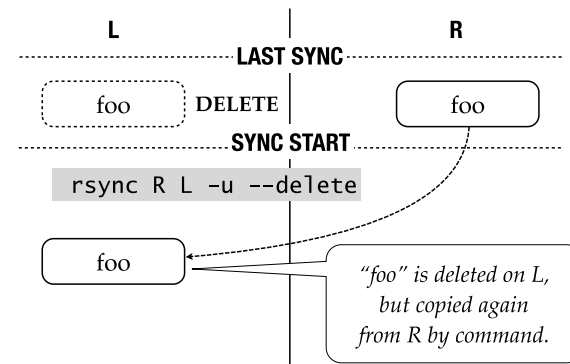 L
R
LAST SYNC
foo
DELETE
foo
SYNC START
rsync R L -u --delete
foo
“foo” is deleted on L,
but copied again
from R by command.